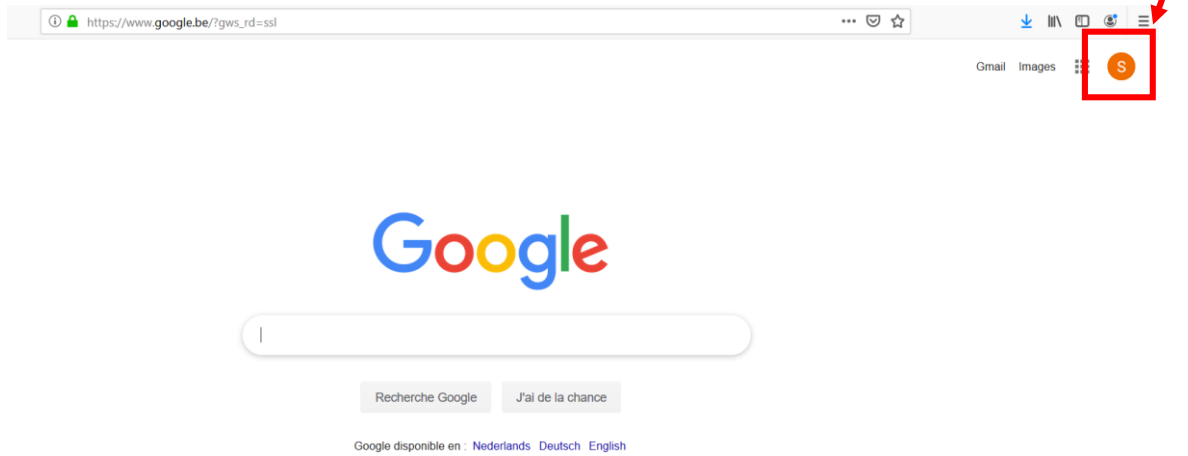 https://www.google.be/?gws_rd=ssl
Gmail Images S
Google
Recherche Google J'ai de la chance
Google disponible en : Nederlands Deutsch English